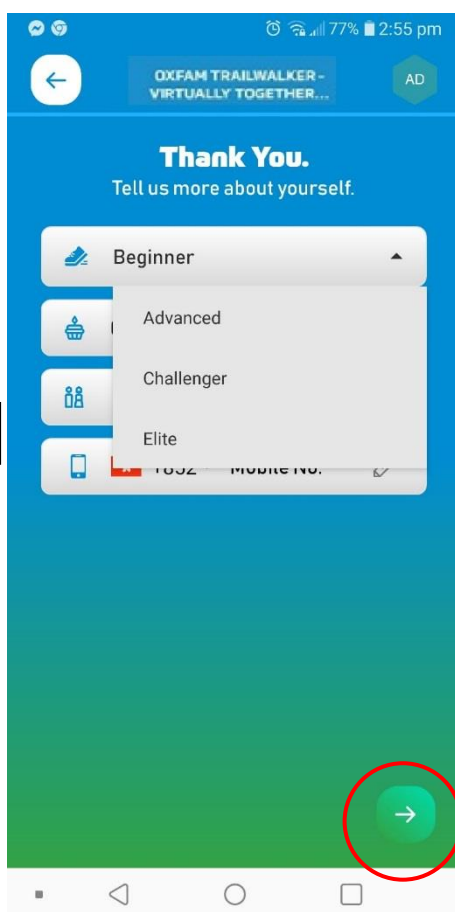 77% 2:55 pm
OXFAM TRAILWALKER -
VIRTUALLY TOGETHER...
AD
Thank You.
Tell us more about yourself.
Beginner
Advanced
Challenger
Elite
Mobile No.